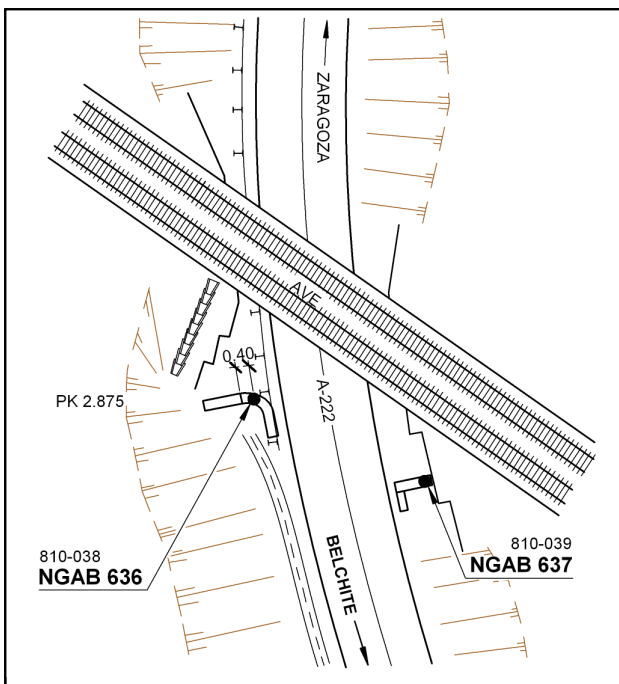 ZARAGOZA
AVE
0,40
A-222
PK 2.875
BELCHITE
810-038
NGAB 636
810-039
NGAB 637